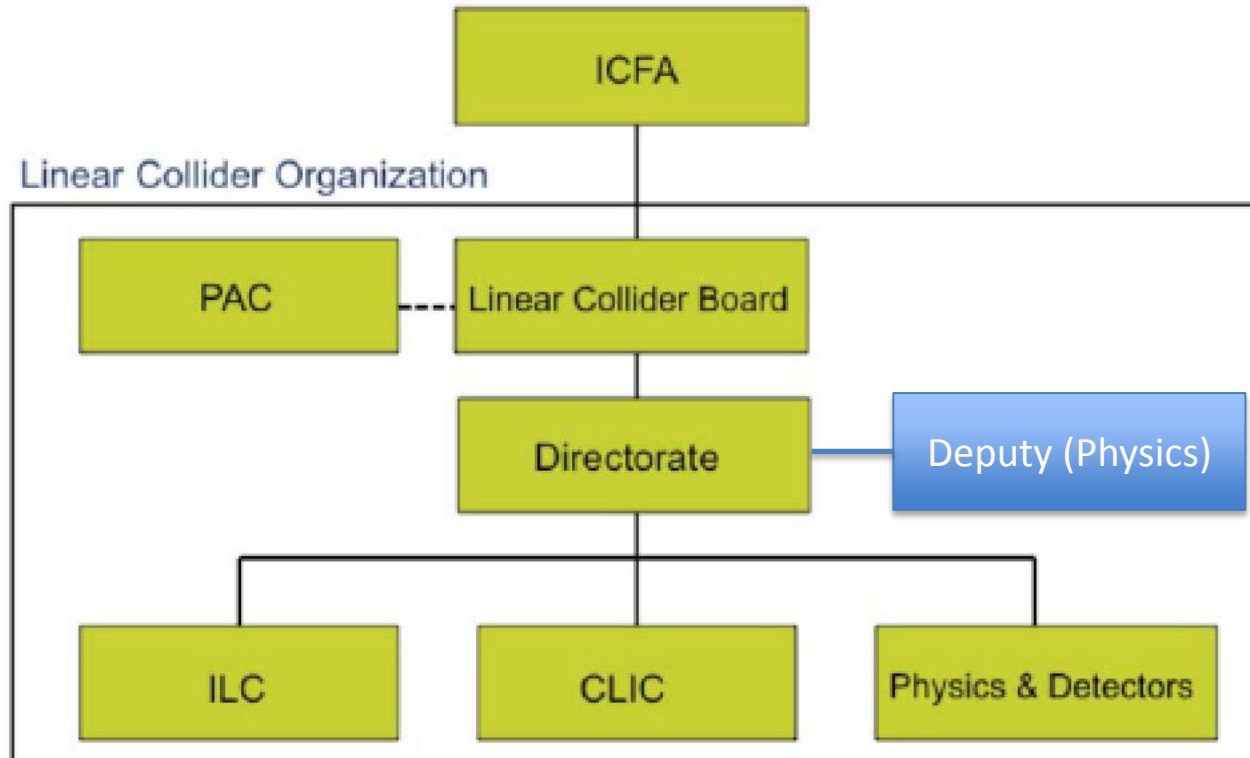 ICFA
Linear Collider Organization
PAC
Linear Collider Board
Directorate
Deputy (Physics)
ILC
CLIC
Physics & Detectors